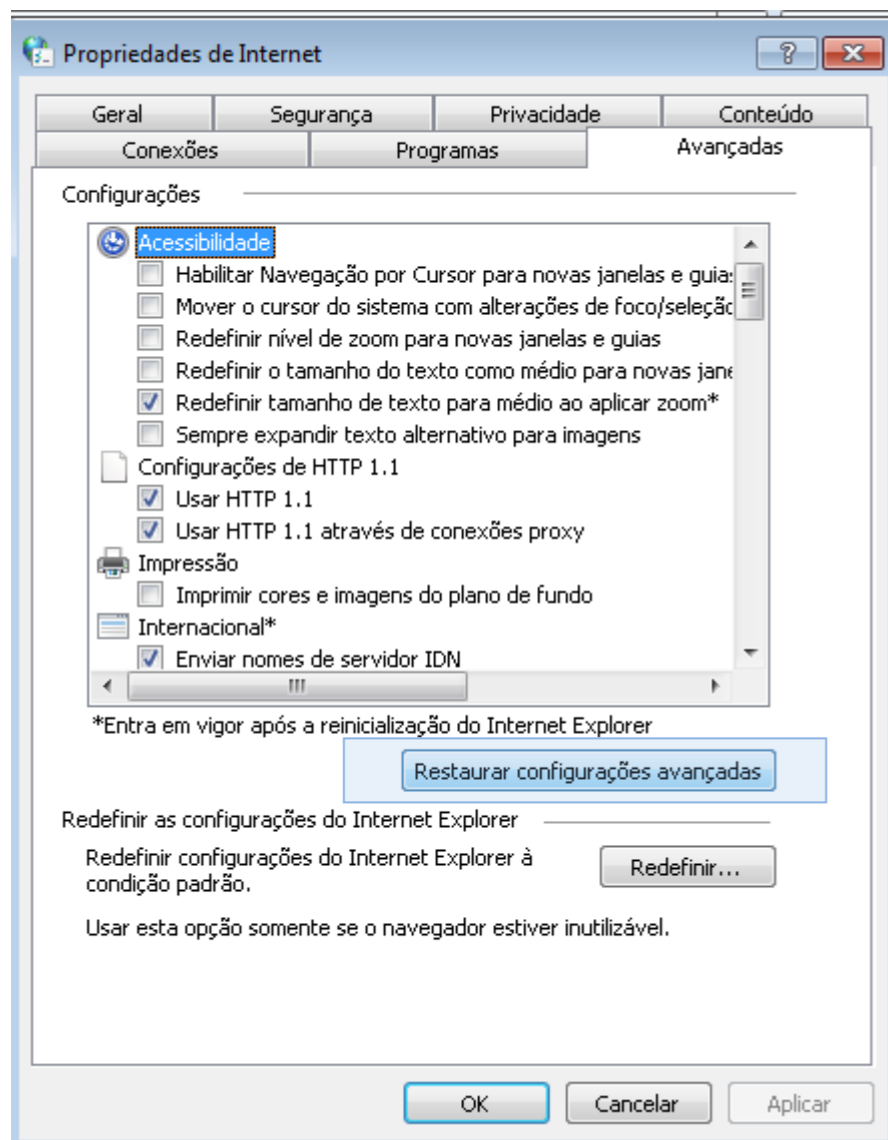 Propriedades de Internet
Geral Segurança Privacidade Conteúdo
Conexões Programas Avançadas
Configurações
Acessibilidade
Habilitar Navegação por Cursor para novas janelas e guia
Mover o cursor do sistema com alterações de foco/seleçã
Redefinir nível de zoom para novas janelas e guias
Redefinir o tamanho do texto como médio para novas jane
Redefinir tamanho de texto para médio ao aplicar zoom*
Sempre expandir texto alternativo para imagens
Configurações de HTTP 1.1
Usar HTTP 1.1
Usar HTTP 1.1 através de conexões proxy
Impressão
Imprimir cores e imagens do plano de fundo
Internacional*
Enviar nomes de servidor IDN
*Entra em vigor após a reinicialização do Internet Explorer
Restaurar configurações avançadas
Redefinir as configurações do Internet Explorer
Redefinir configurações do Internet Explorer à
condição padrão.
Redefinir...
Usar esta opção somente se o navegador estiver inutilizável.
OK Cancelar Aplicar